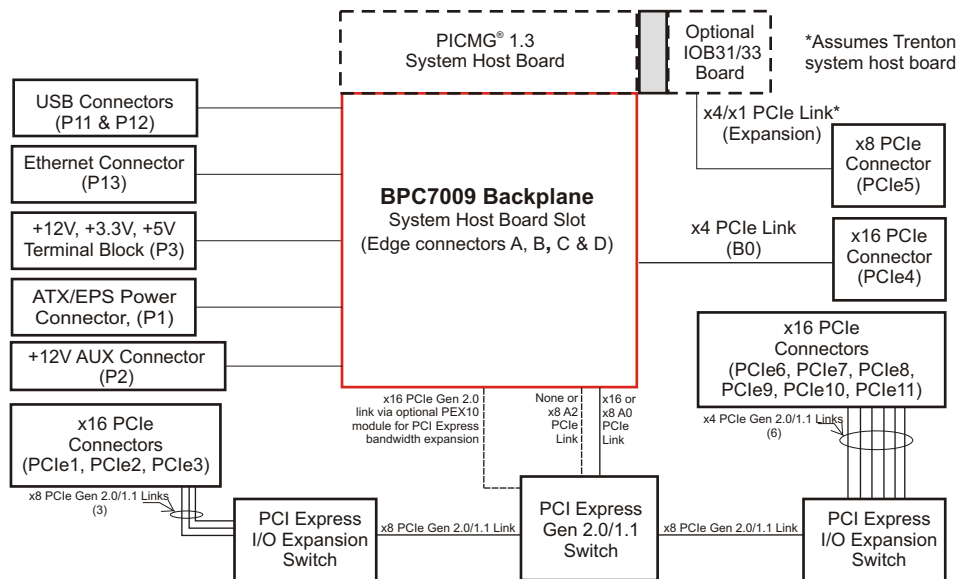 PICMG® 1.3
System Host Board
Optional
IOB31/33
Board
*Assumes Trenton
system host board
USB Connectors
(P11 & P12)
Ethernet Connector
(P13)
+12V, +3.3V, +5V
Terminal Block (P3)
ATX/EPS Power
Connector, (P1)
+12V AUX Connector
(P2)
BPC7009 Backplane
System Host Board Slot
(Edge connectors A, B, C & D)
x4/x1 PCIe Link*
(Expansion)
x8 PCIe
Connector
(PCIe5)
x4 PCIe Link
(B0)
x16 PCIe
Connector
(PCIe4)
x16 PCIe
Connectors
(PCIe6, PCIe7, PCIe8,
PCIe9, PCIe10, PCIe11)
x4 PCIe Gen 2.0/1.1 Links
(6)
x16 PCIe Gen 2.0
link via optional PEX10
module for PCI Express
bandwidth expansion
None or
x8 A2
PCIe
Link
x16 or
x8 A0
PCIe
Link
x16 PCIe
Connectors
(PCIe1, PCIe2, PCIe3)
x8 PCIe Gen 2.0/1.1 Links
(3)
PCI Express
I/O Expansion
Switch
x8 PCIe Gen 2.0/1.1 Link
PCI Express
Gen 2.0/1.1
Switch
x8 PCIe Gen 2.0/1.1 Link
PCI Express
I/O Expansion
Switch